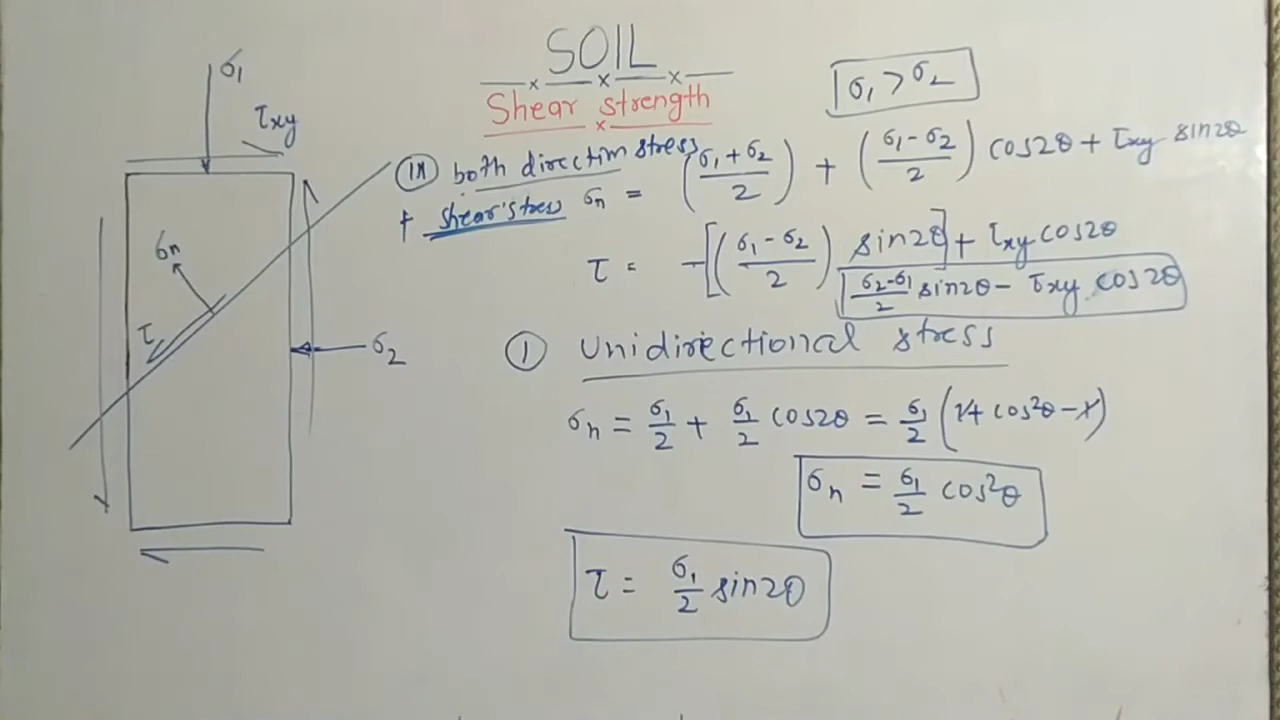 SOIL
Shear strength
σ₁ > σ₂
σ₁
τxy
σn
τ
σ₂
both direction stress
+ shear stress
σn = (σ₁ + σ₂ / 2) + (σ₁ - σ₂ / 2) cos2θ + τxy sin2θ
τ = -[(σ₁ - σ₂ / 2) sin2θ] + τxy cos2θ
σ₂-σ₁/2 sin2θ - τxy cos2θ
① Unidirectional stress
σn = σ₁/2 + σ₁/2 cos2θ = σ₁/2 (1+ cos²θ - 1)
σn = σ₁/2 cos²θ
τ = σ₁/2 sin2θ